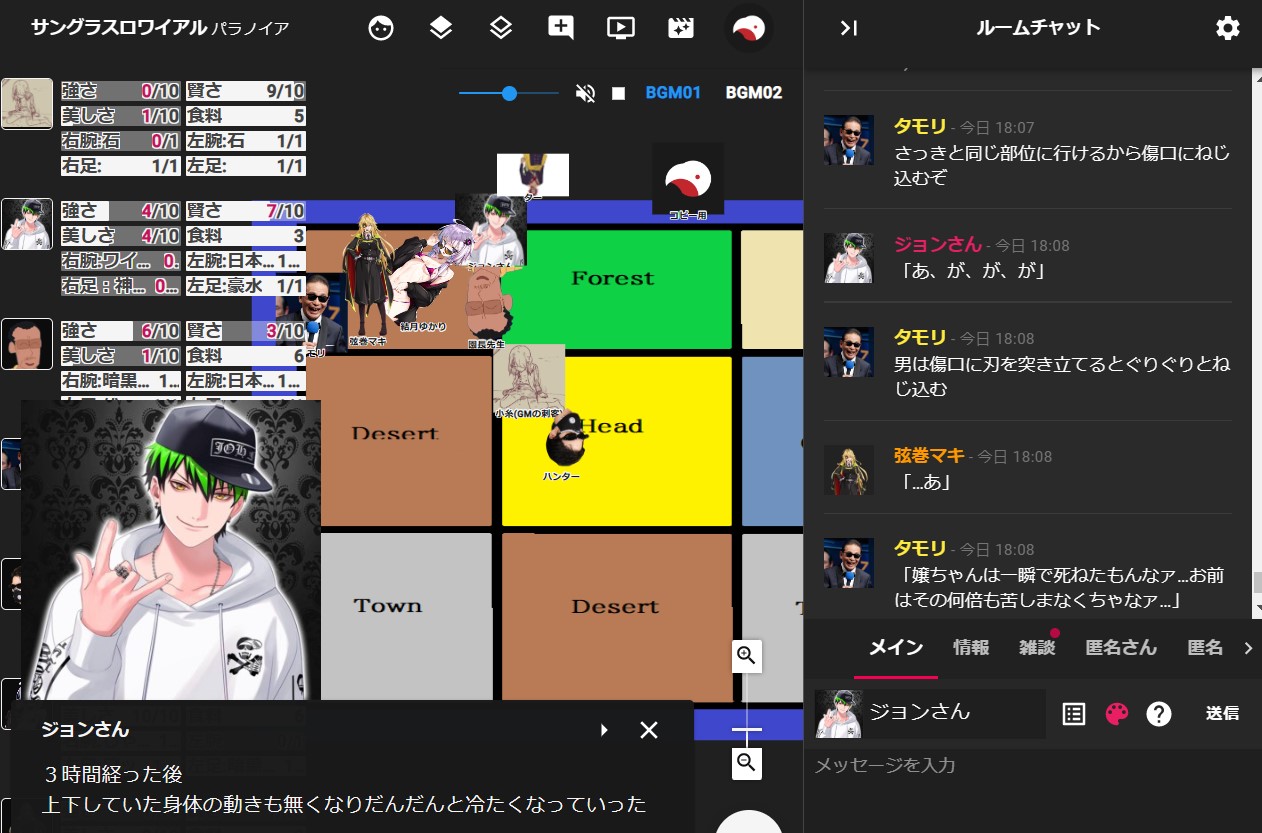 サングラスロワイアル パラノイア
BGM01
BGM02
強さ 0/10 賢さ 9/10
美しさ 1/10 食料 5
右腕:石 0/1 左腕:石 1/1
右足: 1/1 左足: 1/1
強さ 4/10 賢さ 7/10
美しさ 4/10 食料 3
右腕:ワイ... 0. 左腕:日本... 1...
右足：神... 0... 左足:豪水 1/1
強さ 6/10 賢さ 3/10
美しさ 1/10 食料 6
右腕:暗黒... 1... 左腕:日本... 1...
コピー用
ジョンさん
弦巻マキ
結月ゆかり
園長先生
小糸(GMの刺客)
ハンター
Forest
Desert
Head
Town
Desert
JOH
ジョンさん
３時間経った後
上下していた身体の動きも無くなりだんだんと冷たくなっていった
ルームチャット
タモリ - 今日 18:07
さっきと同じ部位に行けるから傷口にねじ
込むぞ
ジョンさん - 今日 18:08
「あ、が、が、が」
タモリ - 今日 18:08
男は傷口に刃を突き立てるとぐりぐりとね
じ込む
弦巻マキ - 今日 18:08
「...あ」
タモリ - 今日 18:08
「嬢ちゃんは一瞬で死ねたもんなァ...お前
はその何倍も苦しまなくちゃなァ...」
メイン 情報 雑談 匿名さん 匿名
ジョンさん
送信
メッセージを入力